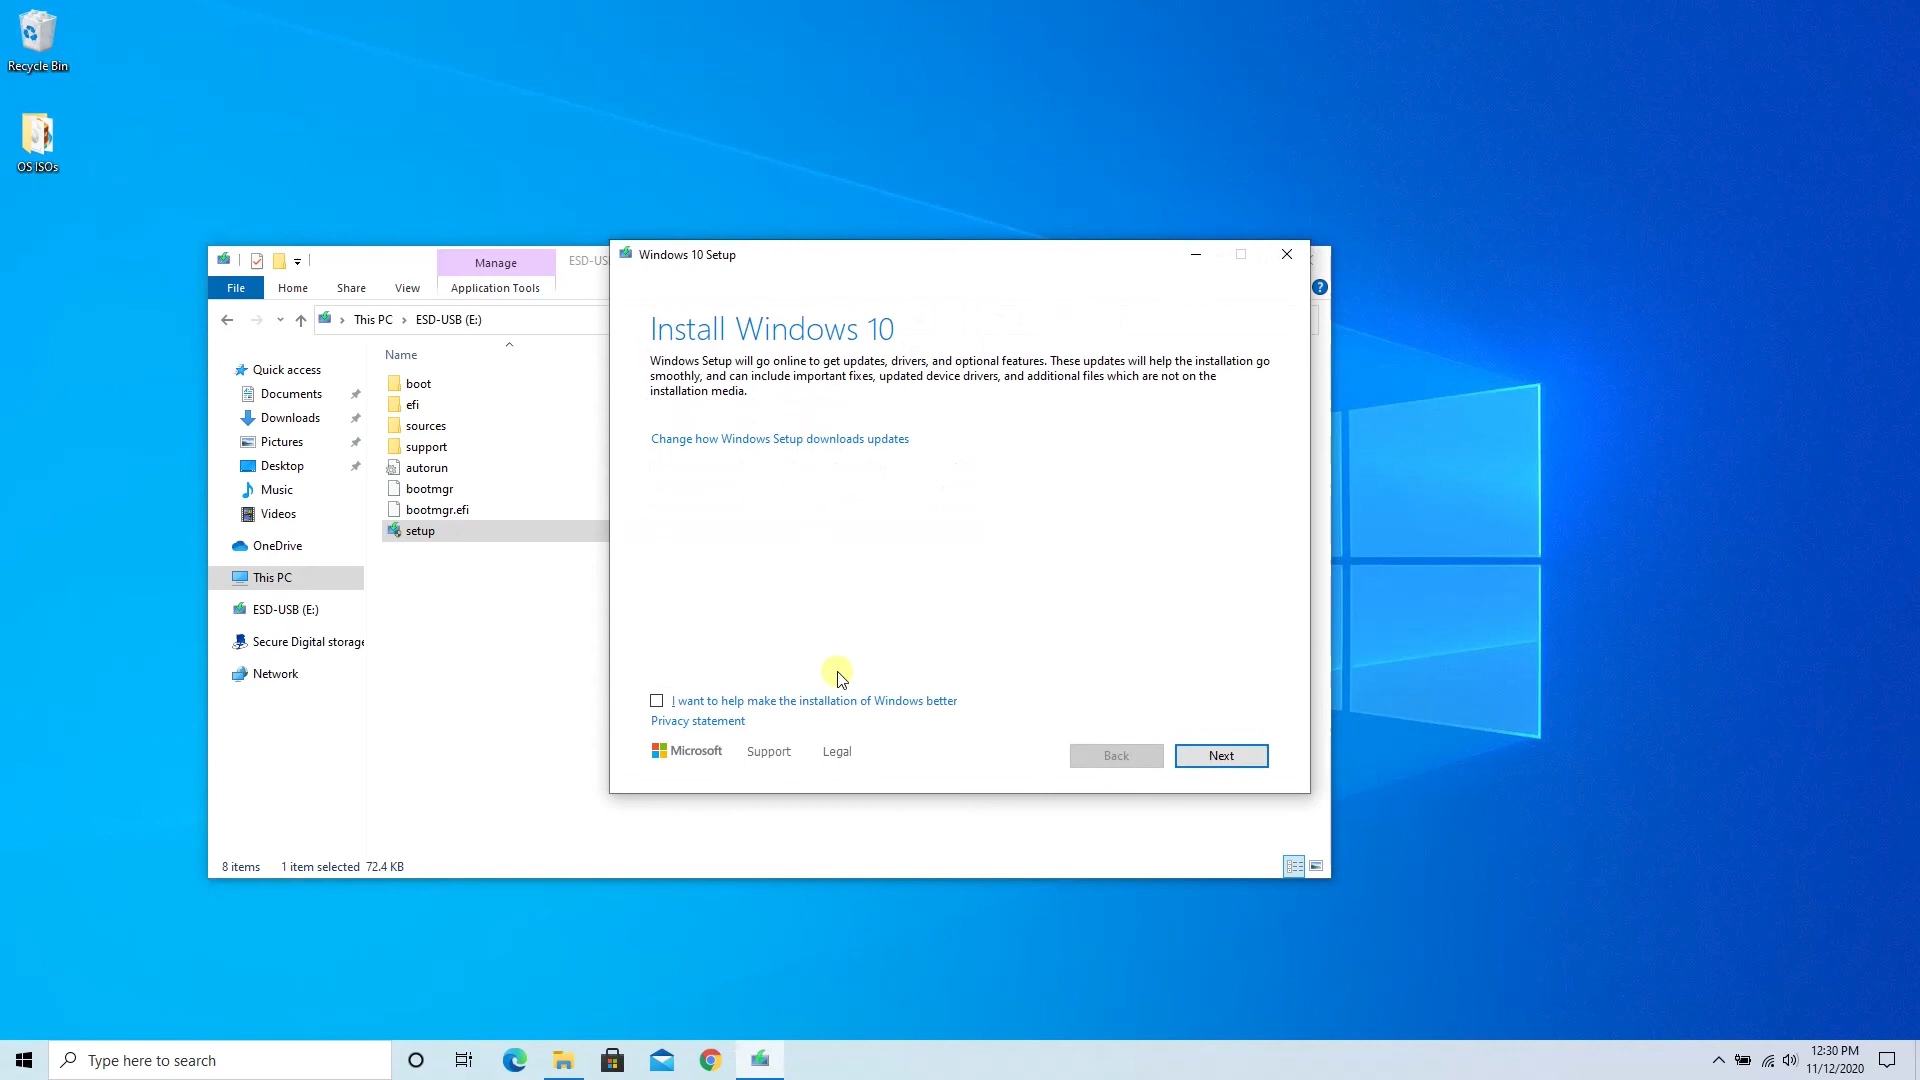 Recycle Bin
OS ISOs
Manage
ESD-US
File
Home
Share
View
Application Tools
This PC
ESD-USB (E:)
Name
Quick access
Documents
Downloads
Pictures
Desktop
Music
Videos
OneDrive
This PC
ESD-USB (E:)
Secure Digital storage
Network
boot
efi
sources
support
autorun
bootmgr
bootmgr.efi
setup
8 items 1 item selected 72.4 KB
Windows 10 Setup
Install Windows 10
Windows Setup will go online to get updates, drivers, and optional features. These updates will help the installation go
smoothly, and can include important fixes, updated device drivers, and additional files which are not on the
installation media.
Change how Windows Setup downloads updates
I want to help make the installation of Windows better
Privacy statement
Microsoft Support Legal
Back
Next
?
Type here to search
12:30 PM
11/12/2020